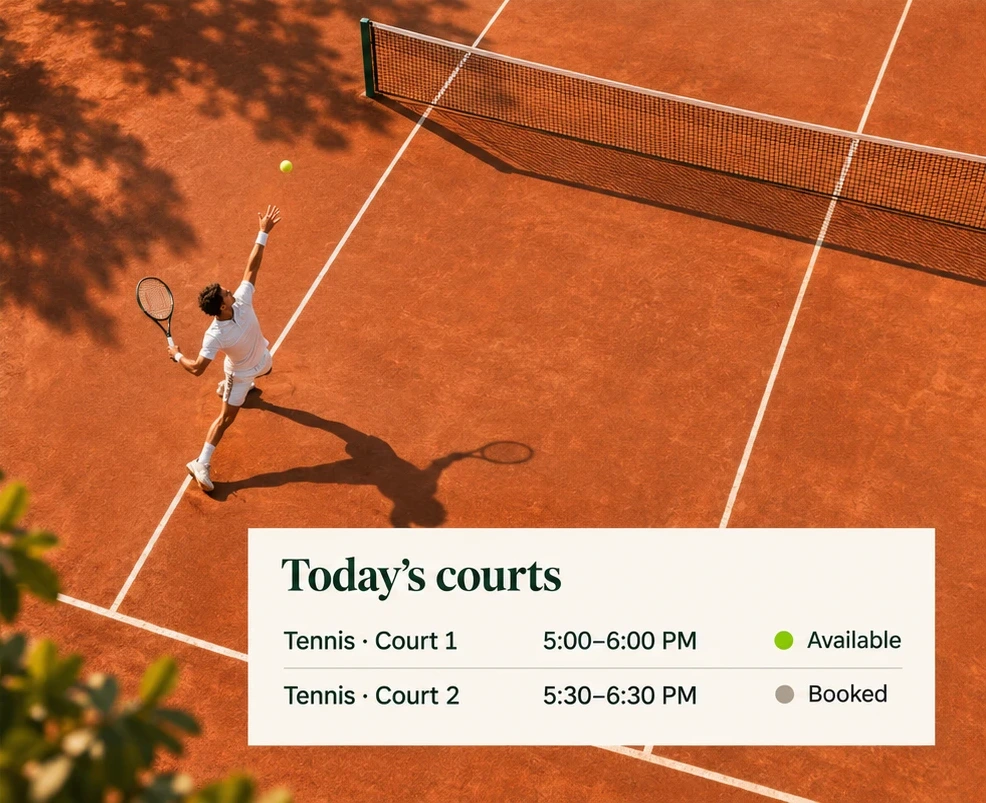 Today's courts
Tennis · Court 1 5:00–6:00 PM Available
Tennis · Court 2 5:30–6:30 PM Booked